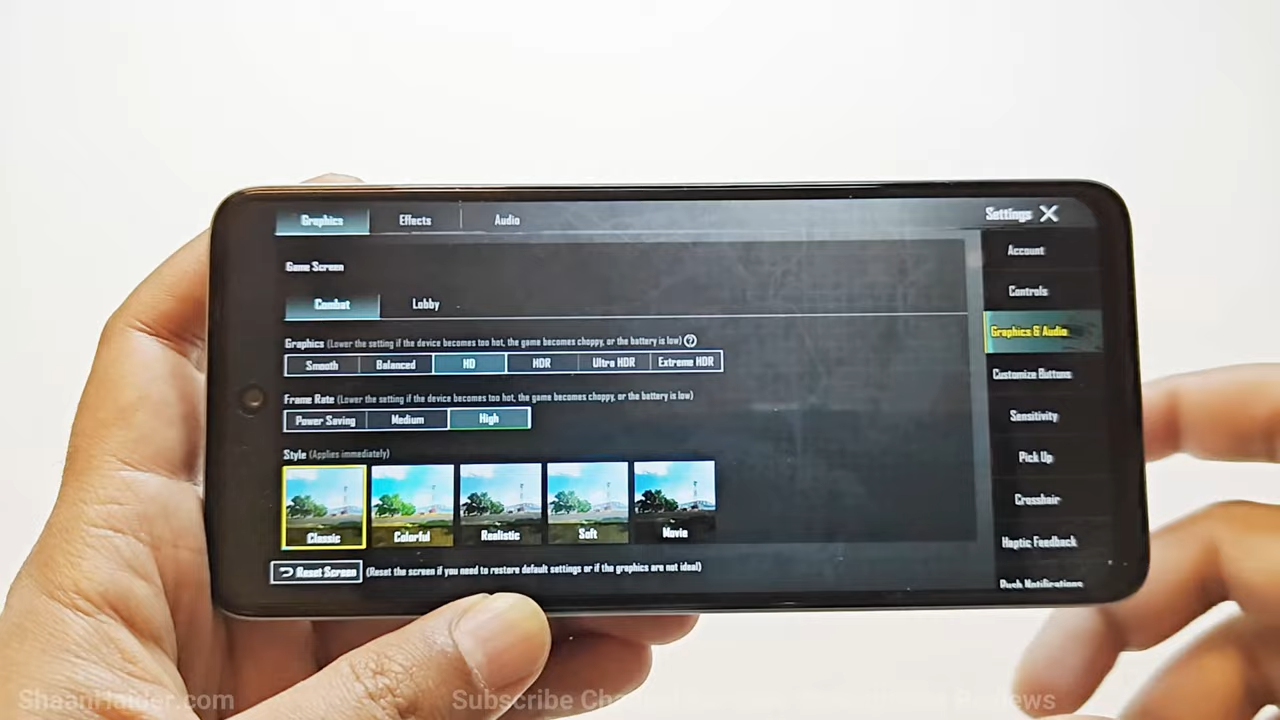 Graphics Effects Audio Settings
Game Screen
Combat Lobby
Graphics (Lower the setting if the device becomes too hot, the game becomes choppy, or the battery is low) ?
Smooth Balanced HD HDR Ultra HDR Extreme HDR
Frame Rate (Lower the setting if the device becomes too hot, the game becomes choppy, or the battery is low)
Power Saving Medium High
Style (Applies immediately)
Classic Colorful Realistic Soft Movie
Reset Screen (Reset the screen if you need to restore default settings or if the graphics are not ideal)
Account
Controls
Graphics & Audio
Customize Buttons
Sensitivity
Pick Up
Crosshair
Haptic Feedback
Push Notifications
ShaanHaider.com
Subscribe Reviews